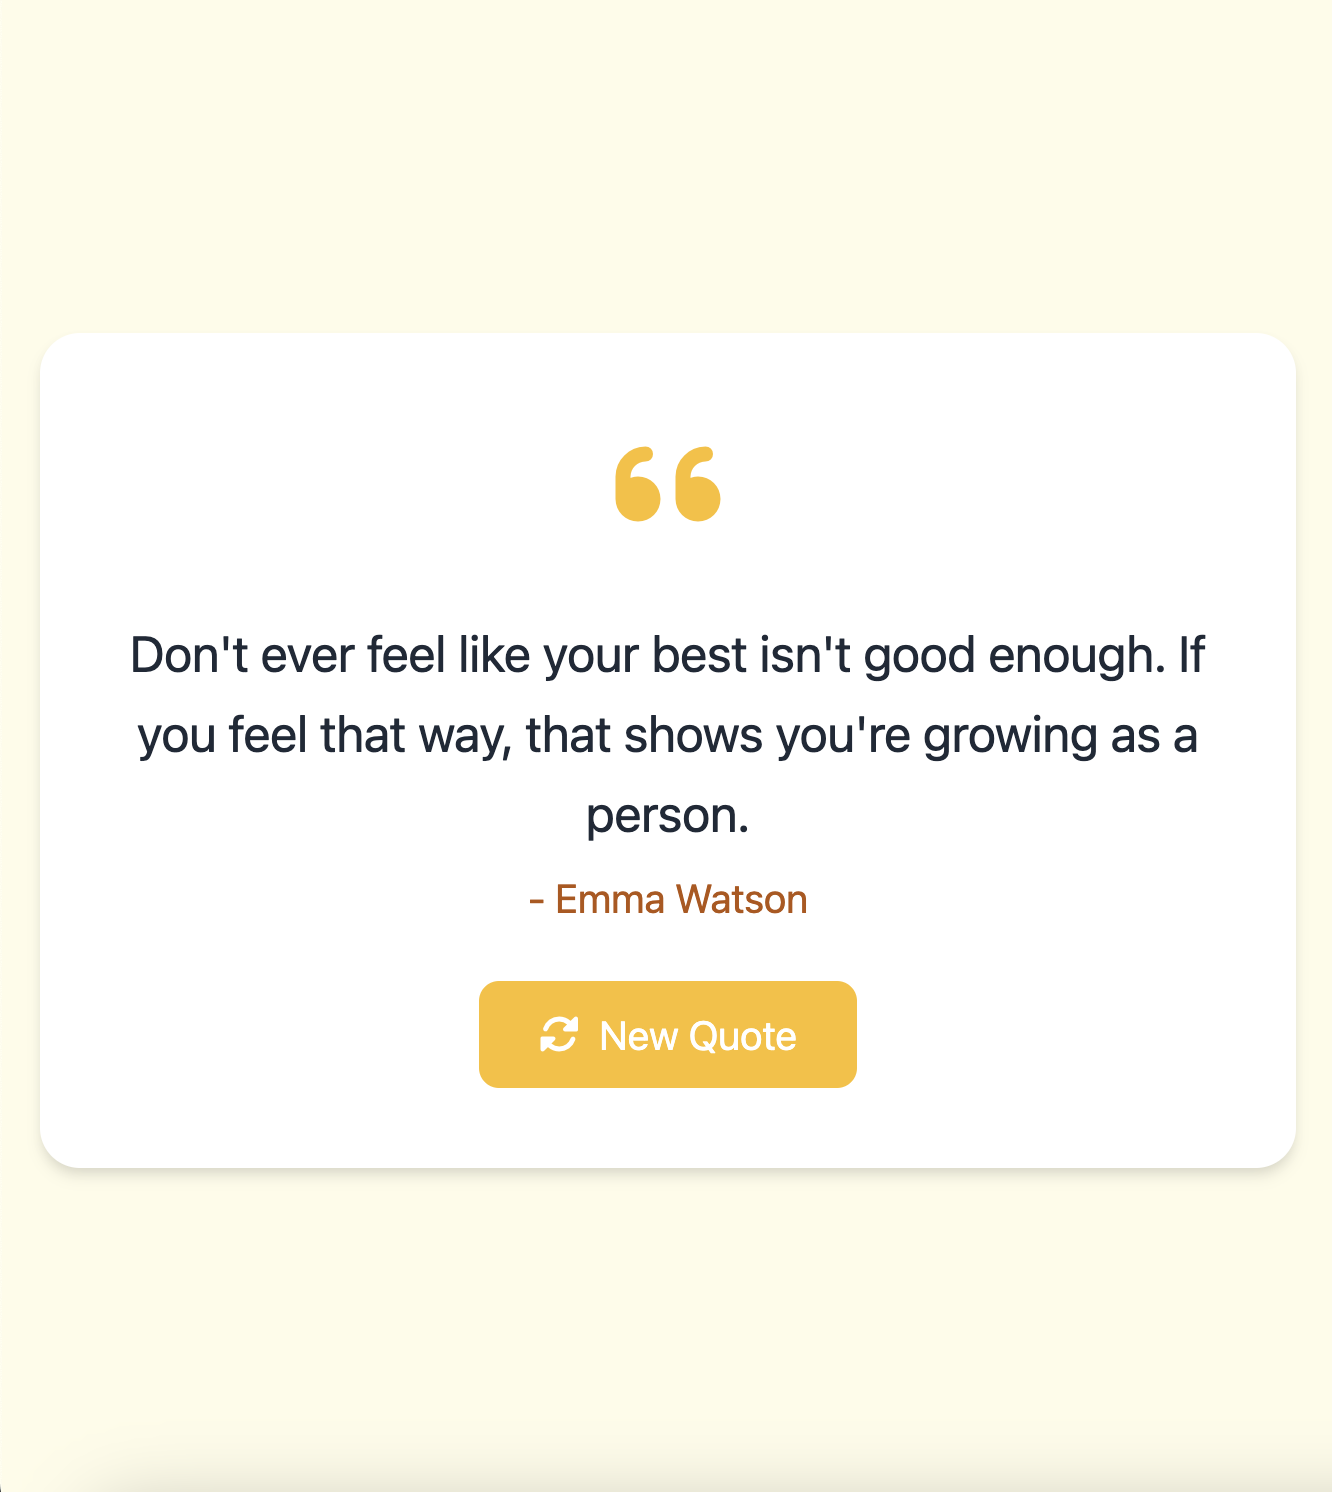 Don't ever feel like your best isn't good enough. If
you feel that way, that shows you're growing as a
person.
- Emma Watson
New Quote